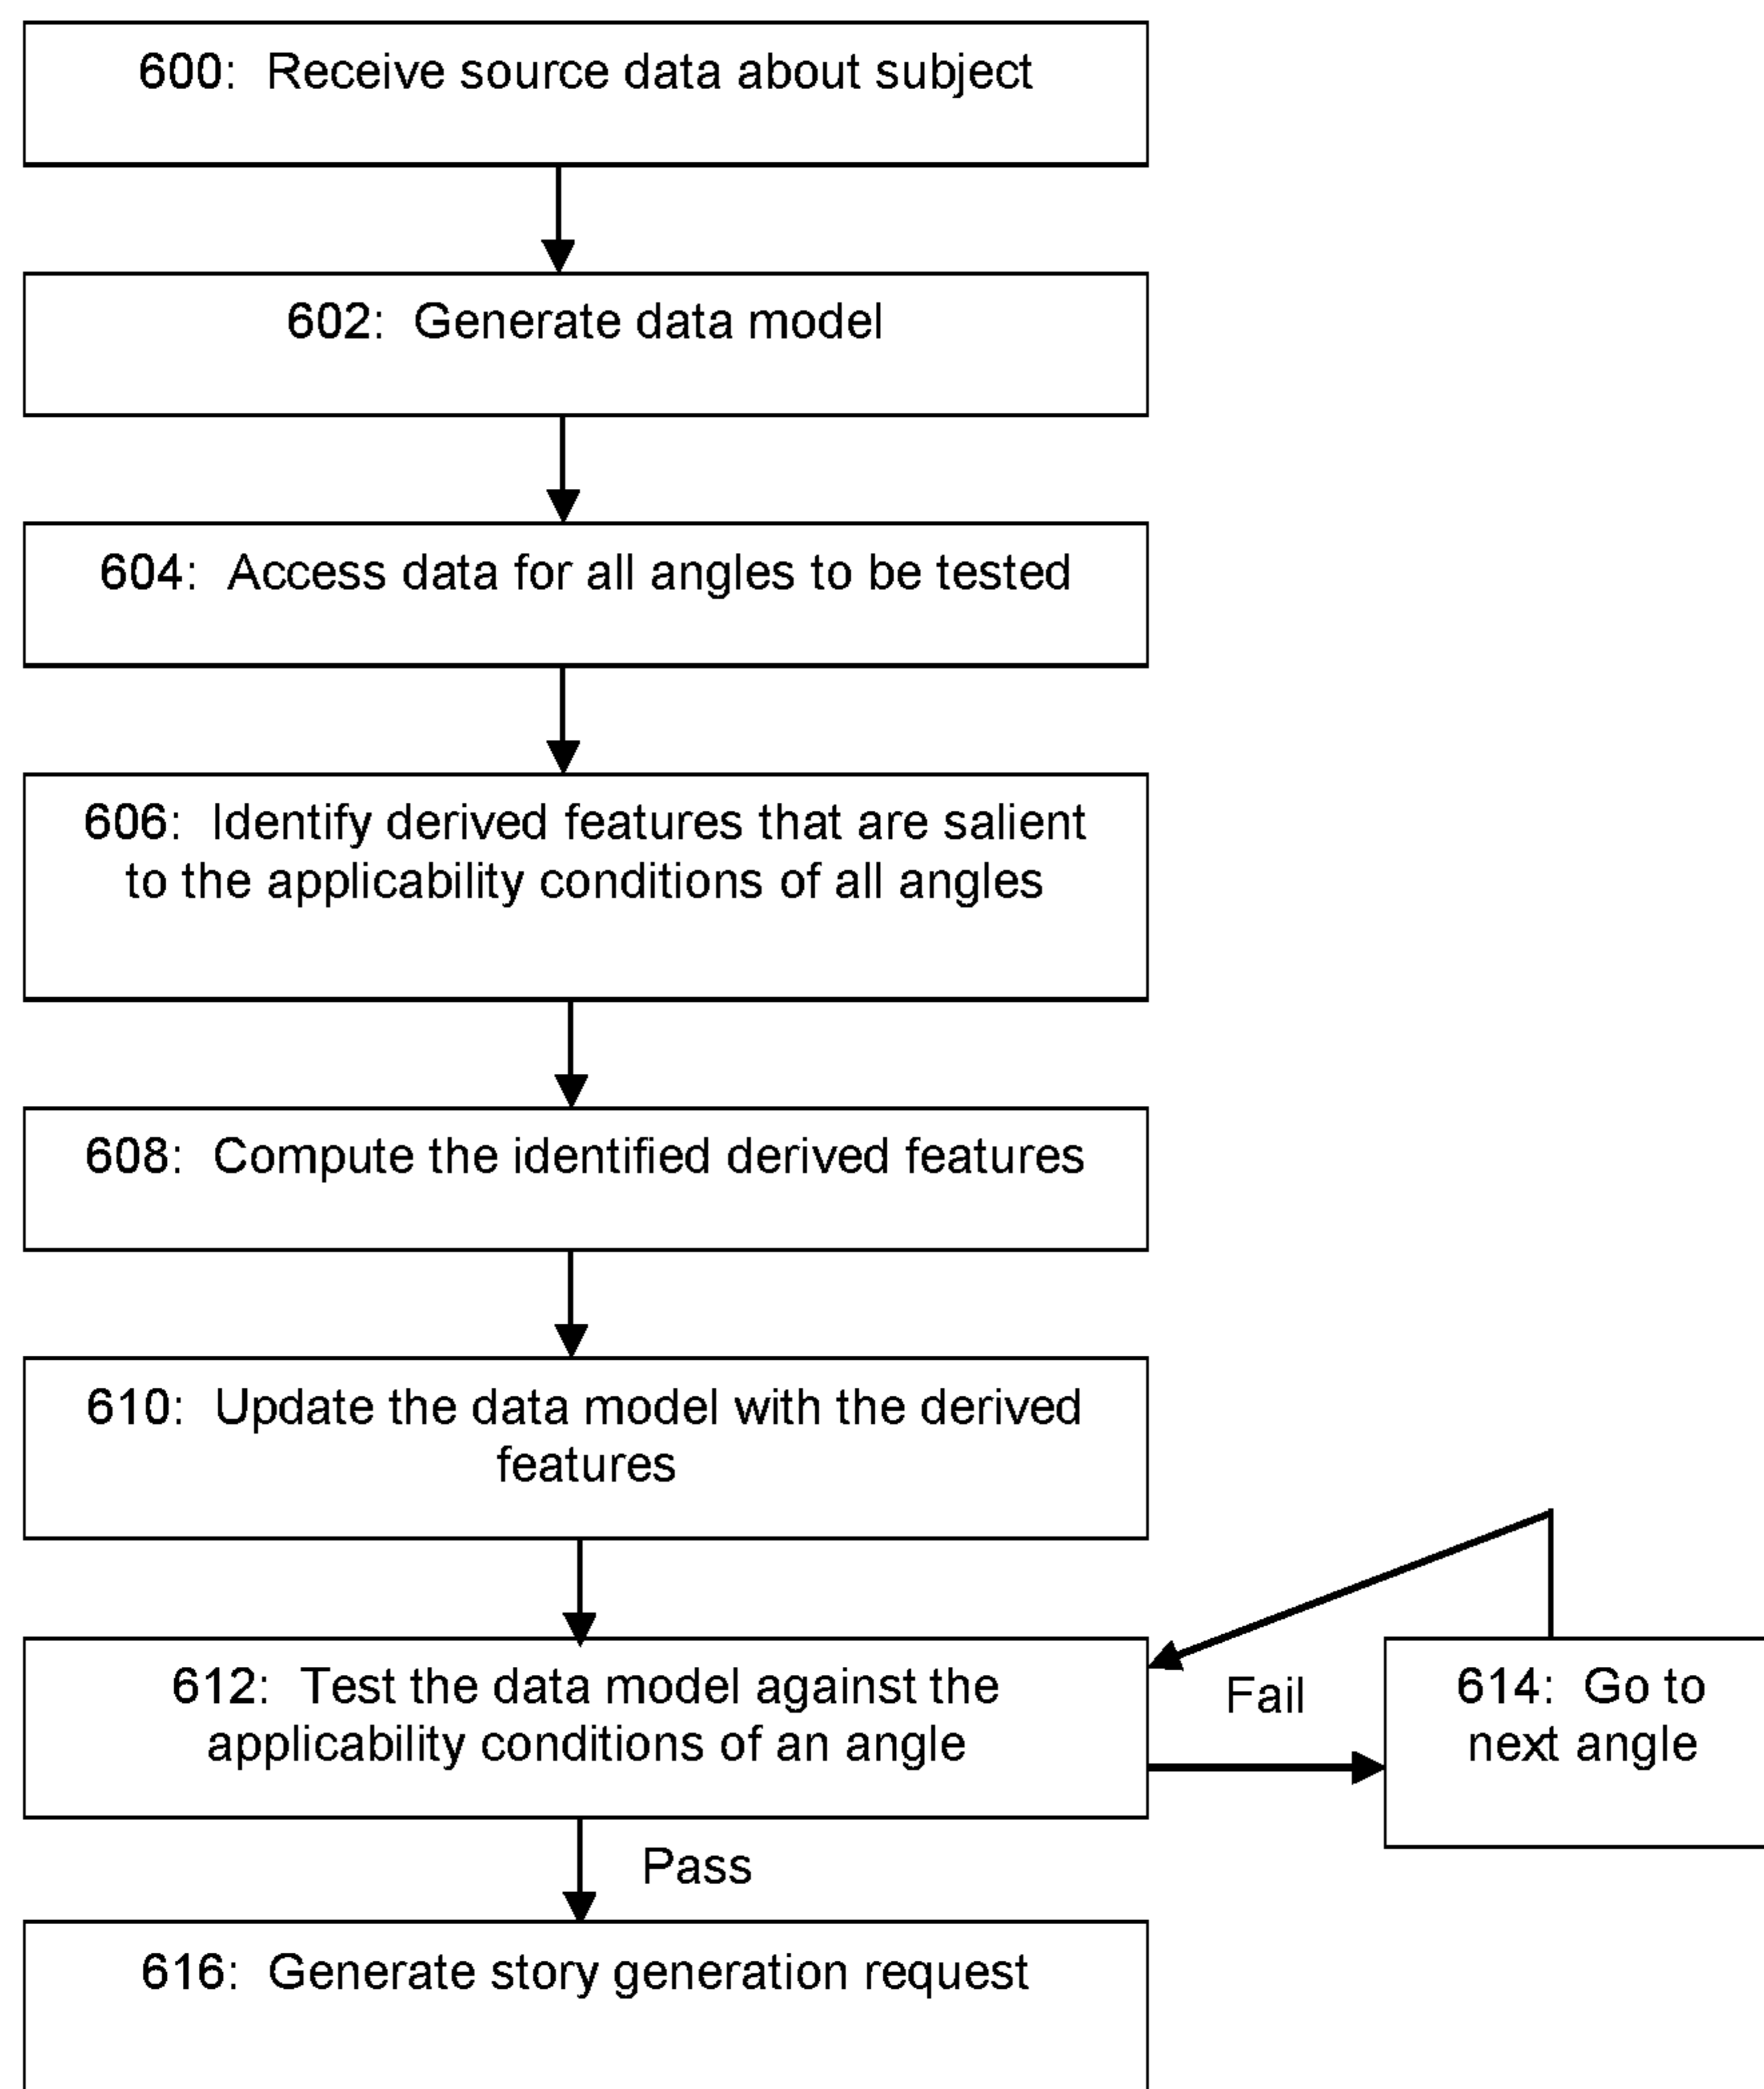 600: Receive source data about subject
602: Generate data model
604: Access data for all angles to be tested
606: Identify derived features that are salient
to the applicability conditions of all angles
608: Compute the identified derived features
610: Update the data model with the derived
features
612: Test the data model against the
applicability conditions of an angle
Fail
614: Go to
next angle
Pass
616: Generate story generation request